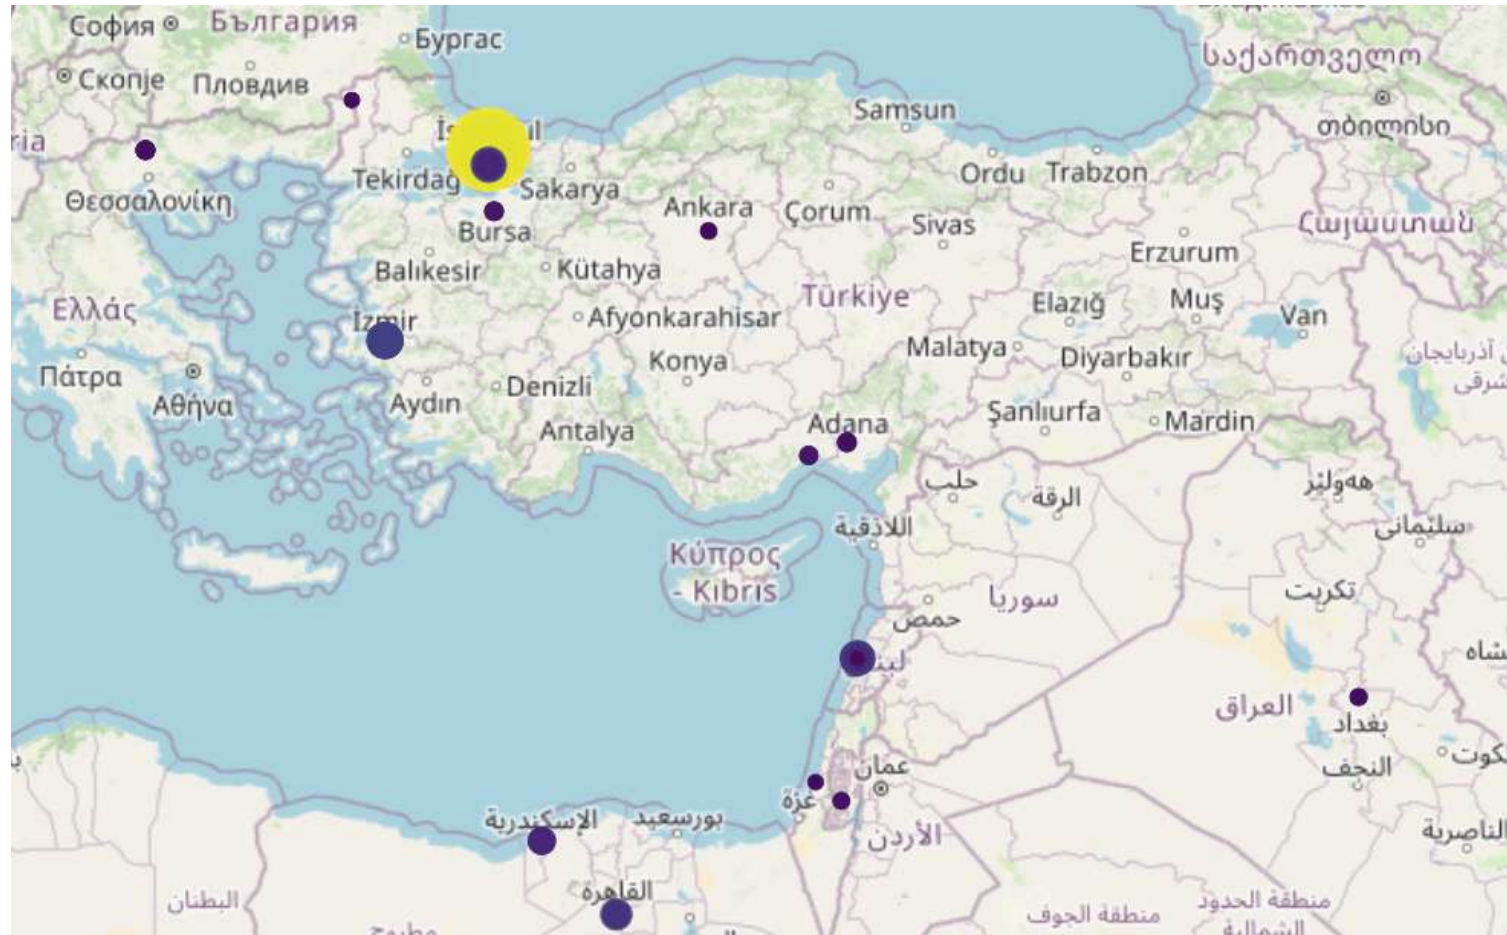 София
България
Бургас
Скопје
Пловдив
Samsun
საქართველო
თბილისი
Θεσσαλονίκη
Tekirdağ
Sakarya
Ordu
Trabzon
Ankara
Çorum
Sivas
Հայաստան
Bursa
Erzurum
Balıkesir
Kütahya
Türkiye
Elazığ
Muş
Ελλάς
İzmir
Afyonkarahisar
Van
Malatya
Diyarbakır
Πάτρα
Αθήνα
Konya
Denizli
Aydın
Antalya
Adana
Şanlıurfa
Mardin
حلب
الرقة
هەولێر
اللاذقية
سلێمانی
Κύπρος
- Kıbrıs
سوريا
تكريت
حمص
العراق
بغداد
النجف
عمان
غزة
الأردن
الإسكندرية
بورسعيد
الناصرية
القاهرة
البطنان
منطقة الحدود
الشمالية
منطقة الجوف
مطروح